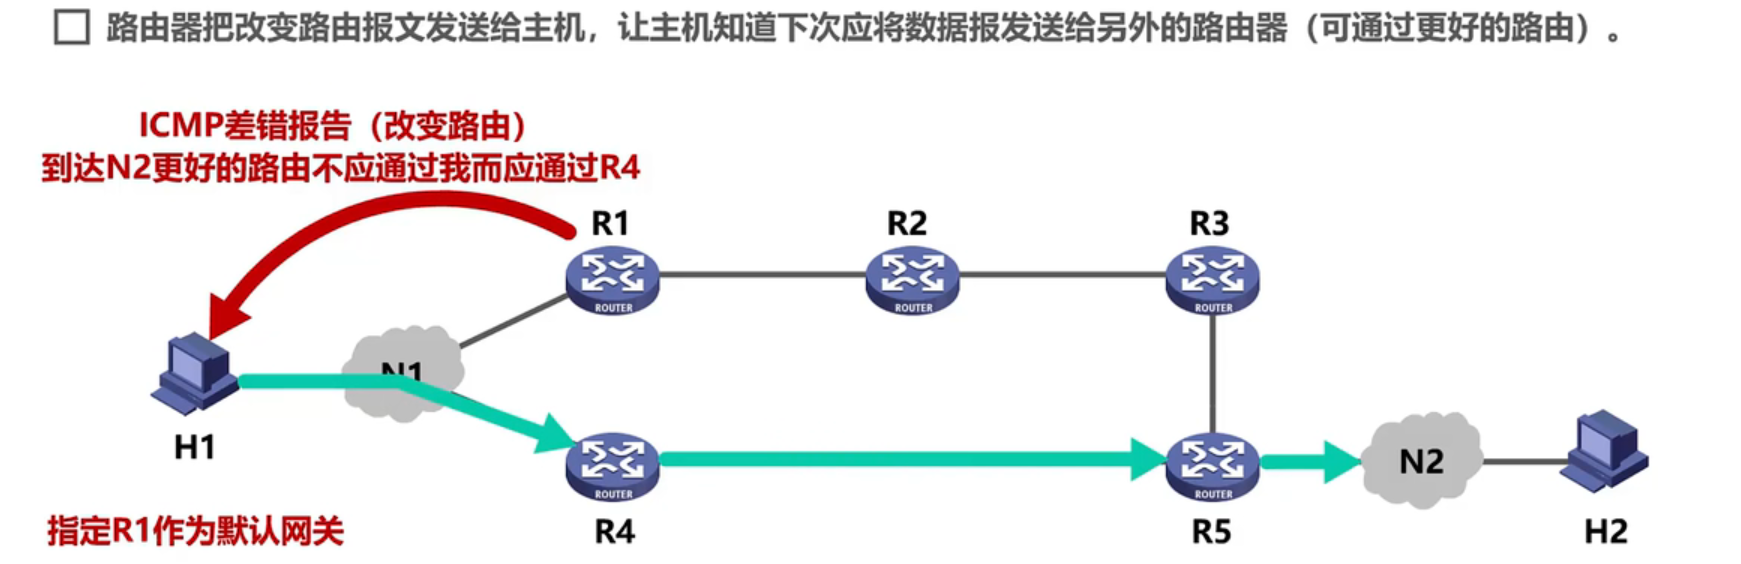 路由器把改变路由报文发送给主机，让主机知道下次应将数据报发送给另外的路由器（可通过更好的路由）。
ICMP差错报告（改变路由）
到达N2更好的路由不应通过我而应通过R4
R1
R2
R3
ROUTER
ROUTER
ROUTER
N1
H1
N2
ROUTER
ROUTER
指定R1作为默认网关
R4
R5
H2